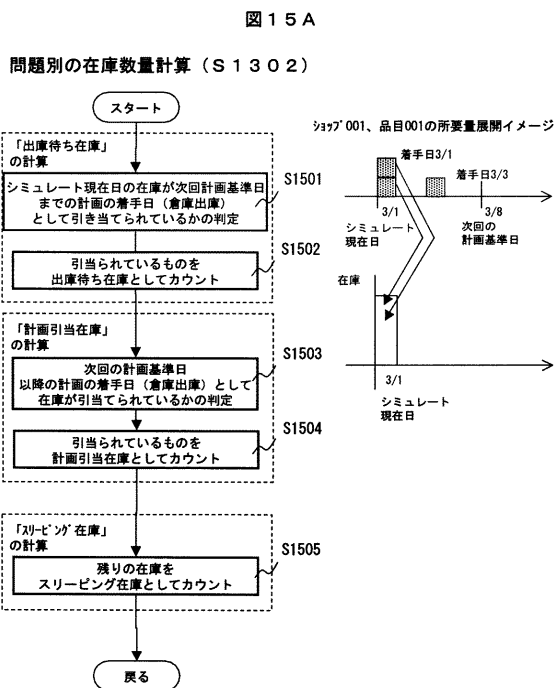 図１５Ａ
問題別の在庫数量計算（Ｓ１３０２）
スタート
「出庫待ち在庫」
の計算
シミュレート現在日の在庫が次回計画基準日
までの計画の着手日（倉庫出庫）
として引き当てられているかの判定
S1501
S1502
引当られているものを
出庫待ち在庫としてカウント
「計画引当在庫」
の計算
S1503
次回の計画基準日
以降の計画の着手日（倉庫出庫）として
在庫が引当てられているかの判定
S1504
引当られているものを
計画引当在庫としてカウント
「ｽﾘｰﾋﾟﾝｸﾞ在庫」
の計算
S1505
残りの在庫を
スリーピング在庫としてカウント
戻る
ｼｮｯﾌﾟ001、品目001の所要量展開イメージ
着手日3/1
着手日3/3
3/1
3/8
シミュレート
現在日
次回の
計画基準日
在庫
3/1
シミュレート
現在日